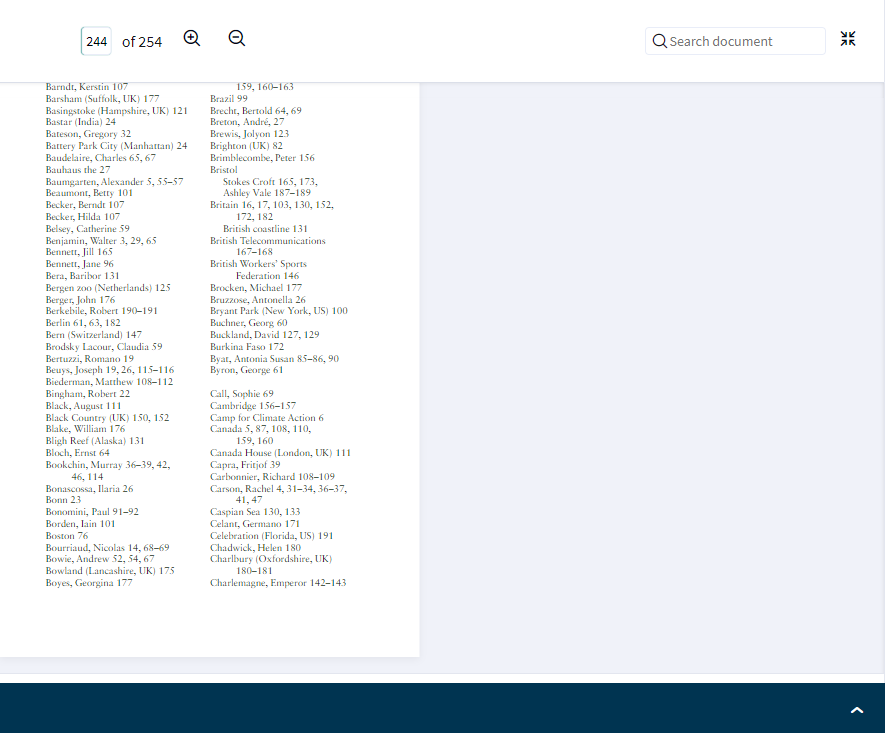 244 of 254
Search document
Barndt, Kerstin 107
Barsham (Suffolk, UK) 177
Basingstoke (Hampshire, UK) 121
Bastar (India) 24
Bateson, Gregory 32
Battery Park City (Manhattan) 24
Baudelaire, Charles 65, 67
Bauhaus the 27
Baumgarten, Alexander 5, 55–57
Beaumont, Betty 101
Becker, Berndt 107
Becker, Hilda 107
Belsey, Catherine 59
Benjamin, Walter 3, 29, 65
Bennett, Jill 165
Bennett, Jane 96
Bera, Baribor 131
Bergen zoo (Netherlands) 125
Berger, John 176
Berkebile, Robert 190–191
Berlin 61, 63, 182
Bern (Switzerland) 147
Brodsky Lacour, Claudia 59
Bertuzzi, Romano 19
Beuys, Joseph 19, 26, 115–116
Biederman, Matthew 108–112
Bingham, Robert 22
Black, August 111
Black Country (UK) 150, 152
Blake, William 176
Bligh Reef (Alaska) 131
Bloch, Ernst 64
Bookchin, Murray 36–39, 42,
46, 114
Bonascossa, Ilaria 26
Bonn 23
Bonomini, Paul 91–92
Borden, Iain 101
Boston 76
Bourriaud, Nicolas 14, 68–69
Bowie, Andrew 52, 54, 67
Bowland (Lancashire, UK) 175
Boyes, Georgina 177
159, 160–163
Brazil 99
Brecht, Bertold 64, 69
Breton, André, 27
Brewis, Jolyon 123
Brighton (UK) 82
Brimblecombe, Peter 156
Bristol
Stokes Croft 165, 173,
Ashley Vale 187–189
Britain 16, 17, 103, 130, 152,
172, 182
British coastline 131
British Telecommunications
167–168
British Workers' Sports
Federation 146
Brocken, Michael 177
Bruzzose, Antonella 26
Bryant Park (New York, US) 100
Buchner, Georg 60
Buckland, David 127, 129
Burkina Faso 172
Byat, Antonia Susan 85–86, 90
Byron, George 61
Call, Sophie 69
Cambridge 156–157
Camp for Climate Action 6
Canada 5, 87, 108, 110,
159, 160
Canada House (London, UK) 111
Capra, Fritjof 39
Carbonnier, Richard 108–109
Carson, Rachel 4, 31–34, 36–37,
41, 47
Caspian Sea 130, 133
Celant, Germano 171
Celebration (Florida, US) 191
Chadwick, Helen 180
Charlbury (Oxfordshire, UK)
180–181
Charlemagne, Emperor 142–143